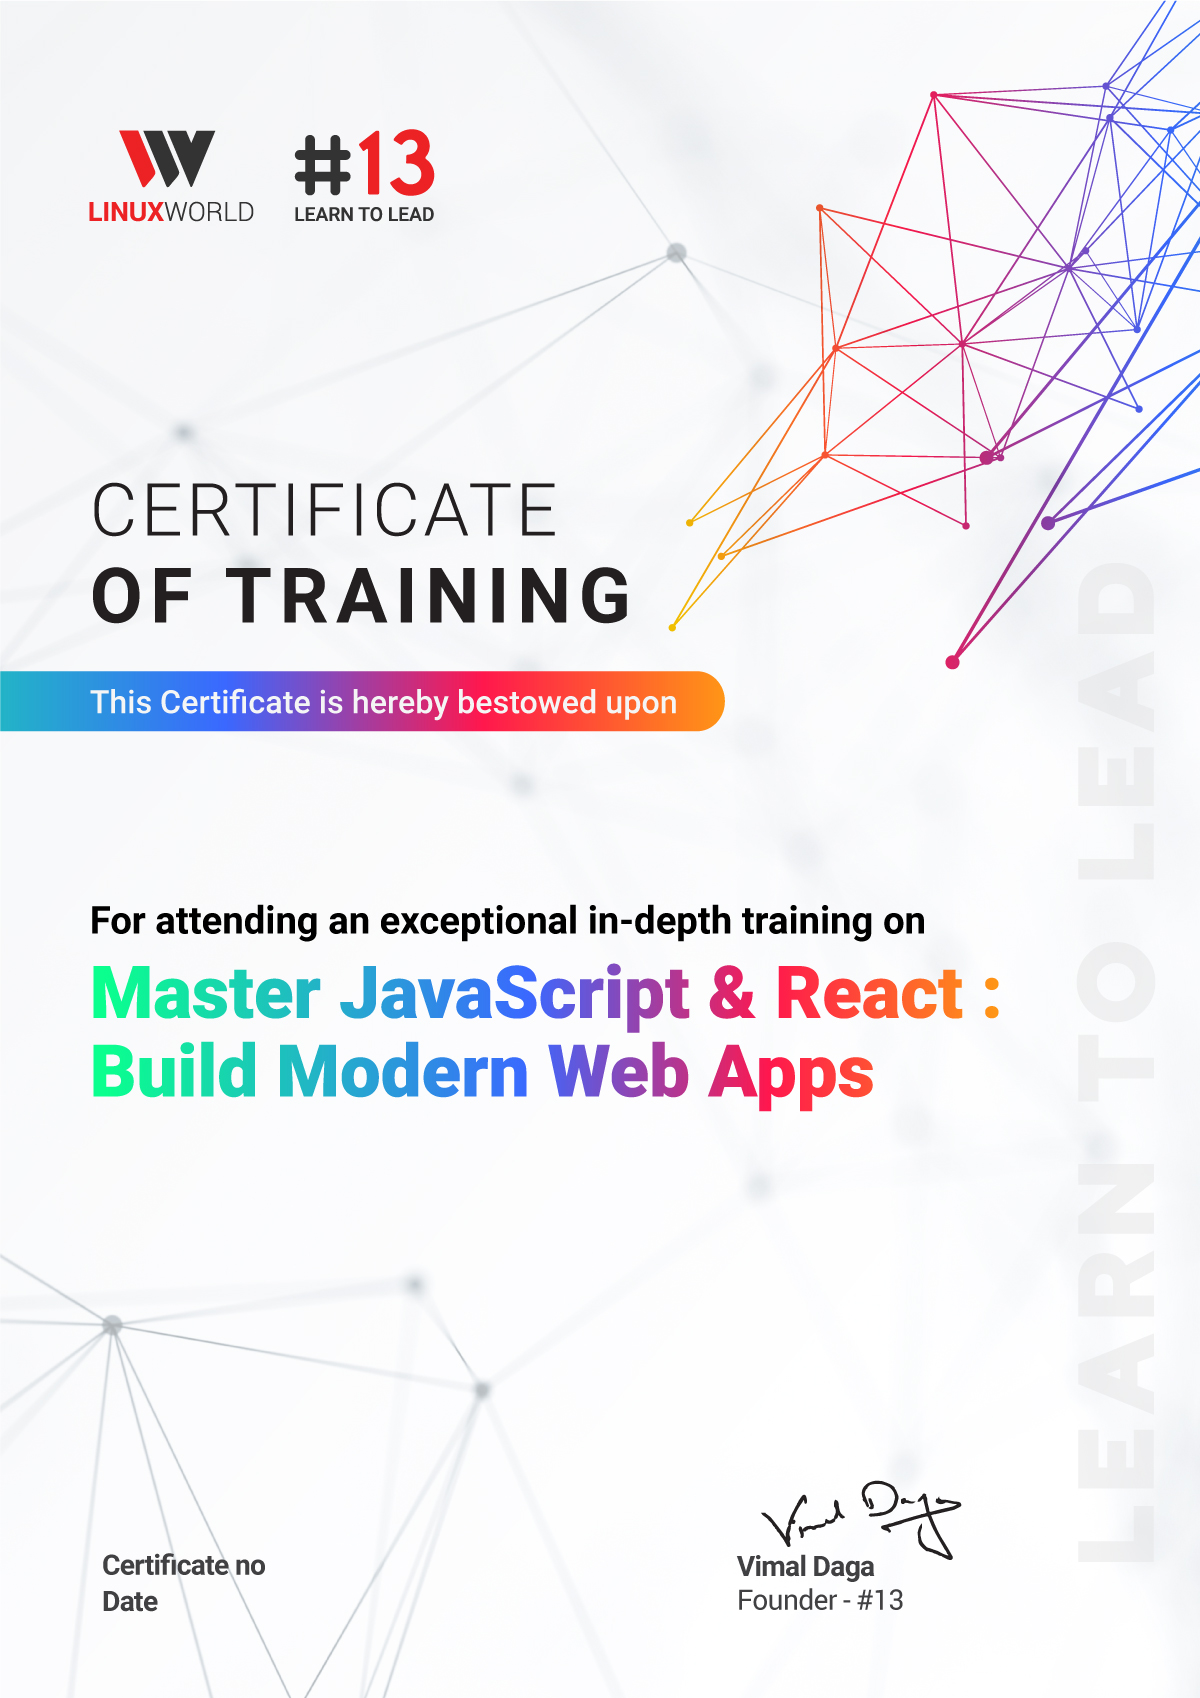 LINUXWORLD
#13
LEARN TO LEAD
CERTIFICATE
OF TRAINING
This Certificate is hereby bestowed upon
For attending an exceptional in-depth training on
Master JavaScript & React :
Build Modern Web Apps
LEARN TO LEAD
Vimal Daga
Certificate no
Date
Vimal Daga
Founder - #13